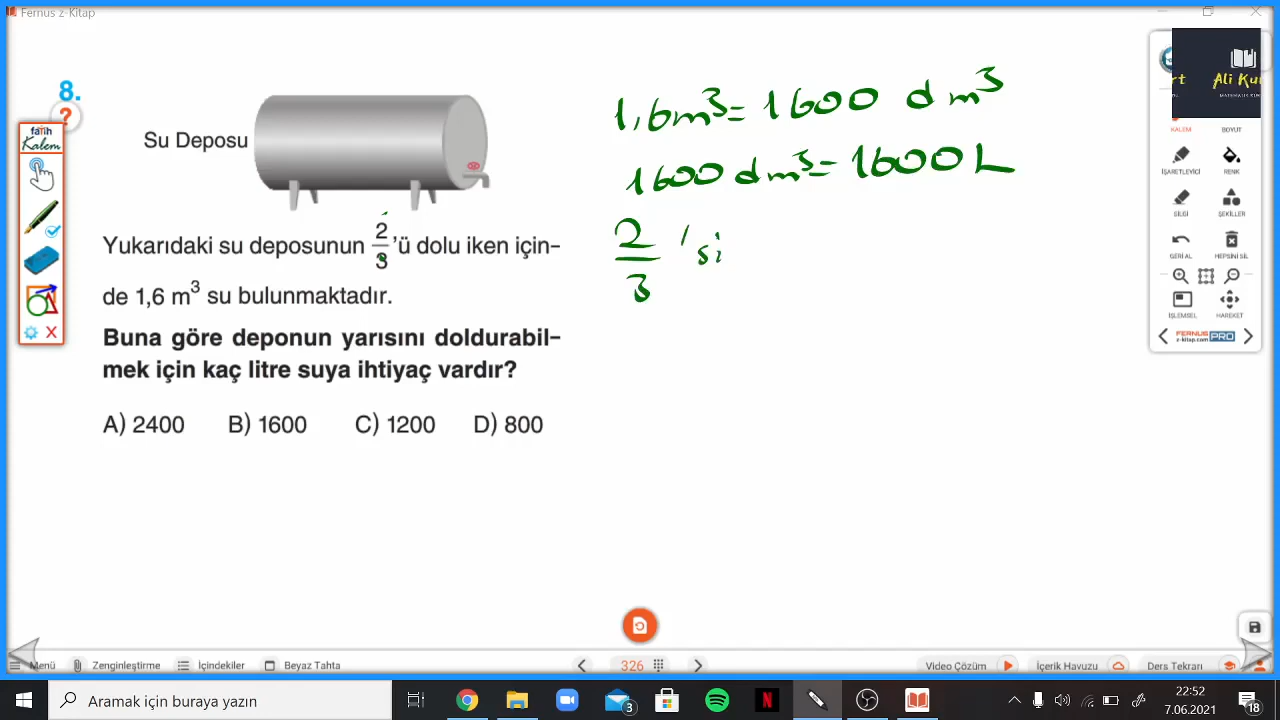 Fernus z-Kitap
8.
?
fatih
Kalem
Su Deposu
Yukarıdaki su deposunun 2/3 'ü dolu iken için-
de 1,6 m³ su bulunmaktadır.
Buna göre deponun yarısını doldurabil-
mek için kaç litre suya ihtiyaç vardır?
A) 2400 B) 1600 C) 1200 D) 800
1,6m³=1600 dm³
1600 dm³=1600 L
2/3 'si
Ali Ku
KALEM BOYUT
İŞARETLEYİCİ RENK
SİLGİ ŞEKİLLER
GERİ AL HEPSİNİ SİL
İŞLEMSEL HAREKET
FERNUS PRO
z-kitap.com
Menü Zenginleştirme İçindekiler Beyaz Tahta 326 Video Çözüm İçerik Havuzu Ders Tekrarı
Aramak için buraya yazın
3
22:52
7.06.2021
18